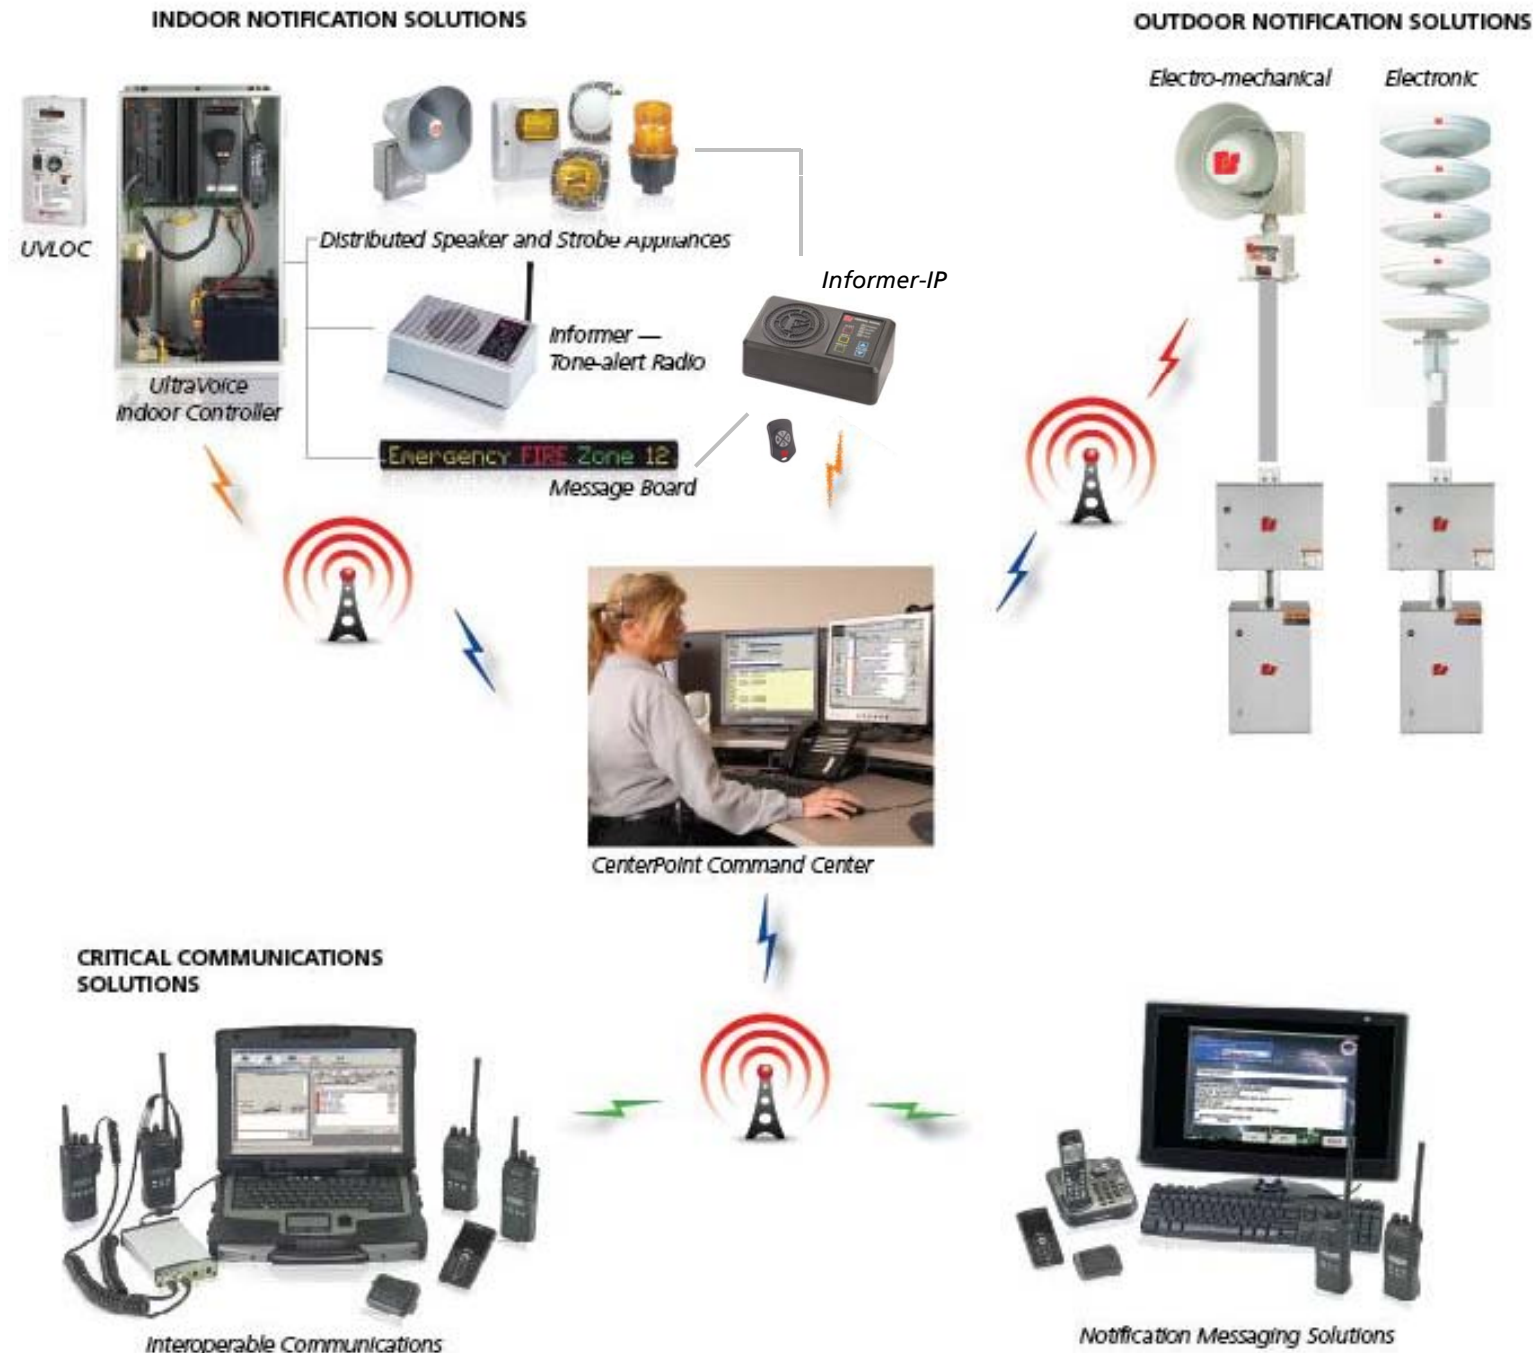 INDOOR NOTIFICATION SOLUTIONS
OUTDOOR NOTIFICATION SOLUTIONS
Electro-mechanical
Electronic
UVLOC
Distributed Speaker and Strobe Appliances
Informer-IP
Informer —
Tone-alert Radio
UltraVoice
Indoor Controller
Emergency FIRE Zone 12
Message Board
CenterPoint Command Center
CRITICAL COMMUNICATIONS
SOLUTIONS
Interoperable Communications
Notification Messaging Solutions